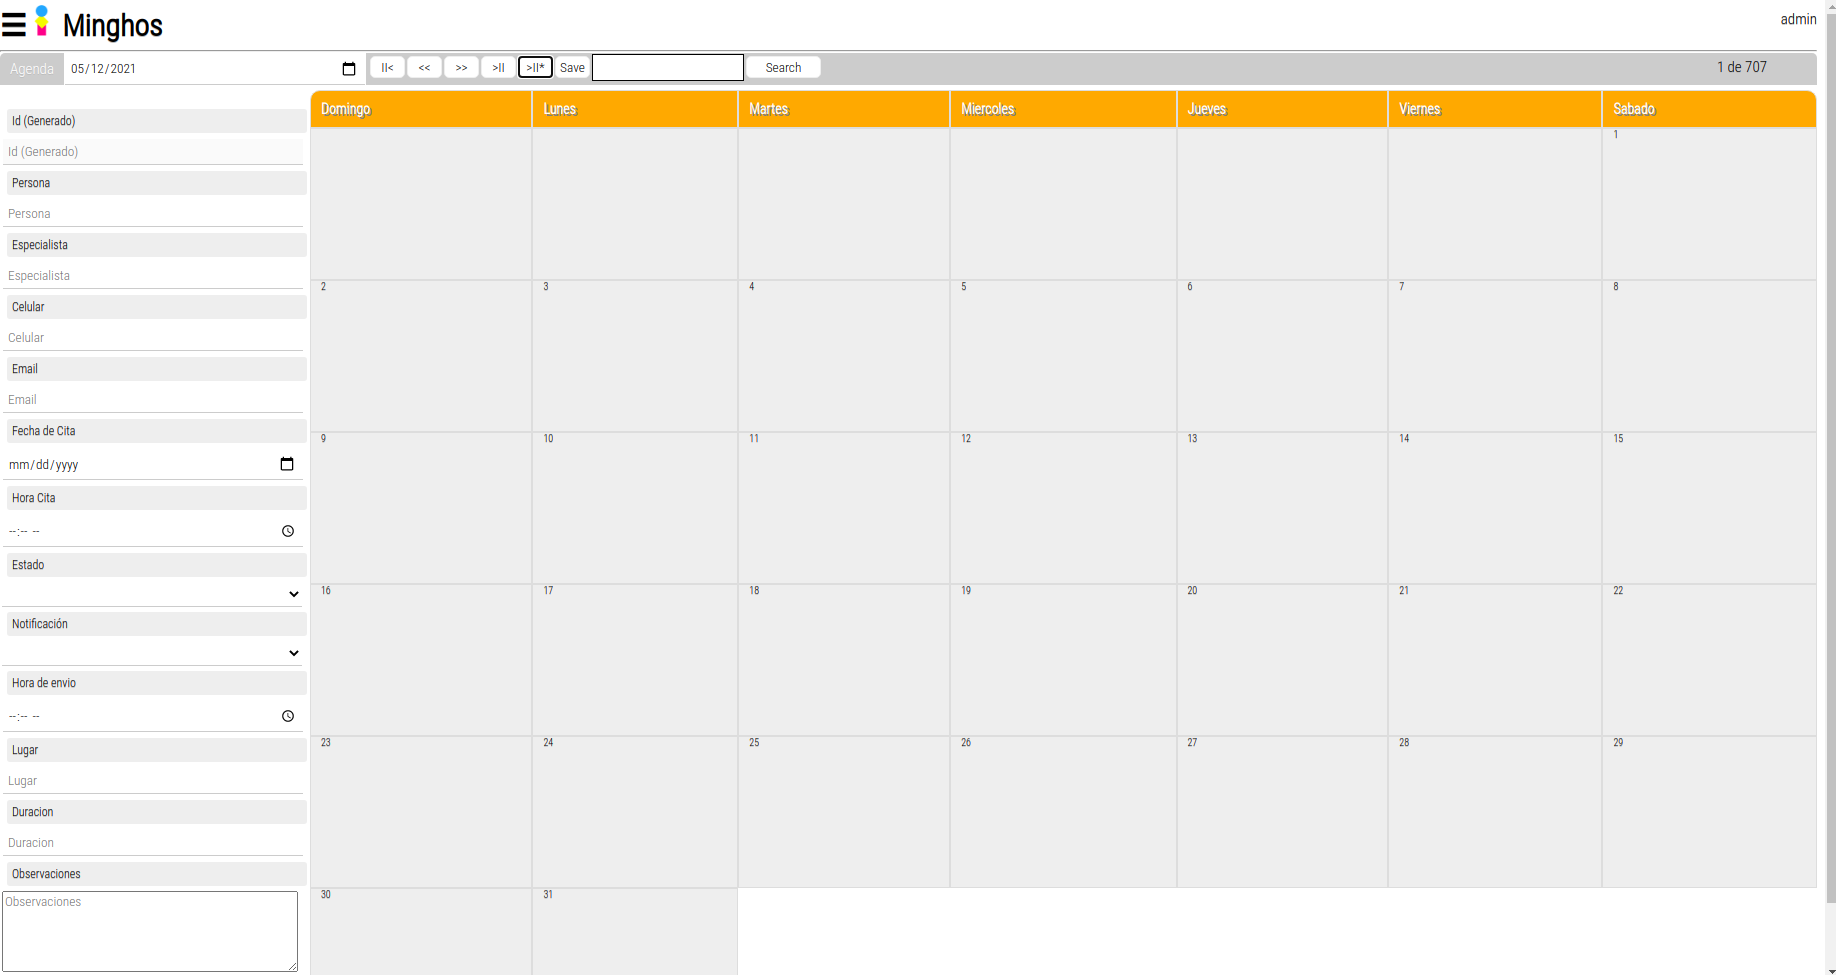 Minghos
admin
Agenda 05/12/2021 II< << >> >II >II* Save Search 1 de 707
Domingo Lunes Martes Miercoles Jueves Viernes Sabado
Id (Generado)
Id (Generado)
Persona
Persona
Especialista
Especialista
Celular
Celular
Email
Email
Fecha de Cita
mm/dd/yyyy
Hora Cita
--:-- --
Estado
Notificación
Hora de envio
--:-- --
Lugar
Lugar
Duracion
Duracion
Observaciones
Observaciones
1
2 3 4 5 6 7 8
9 10 11 12 13 14 15
16 17 18 19 20 21 22
23 24 25 26 27 28 29
30 31